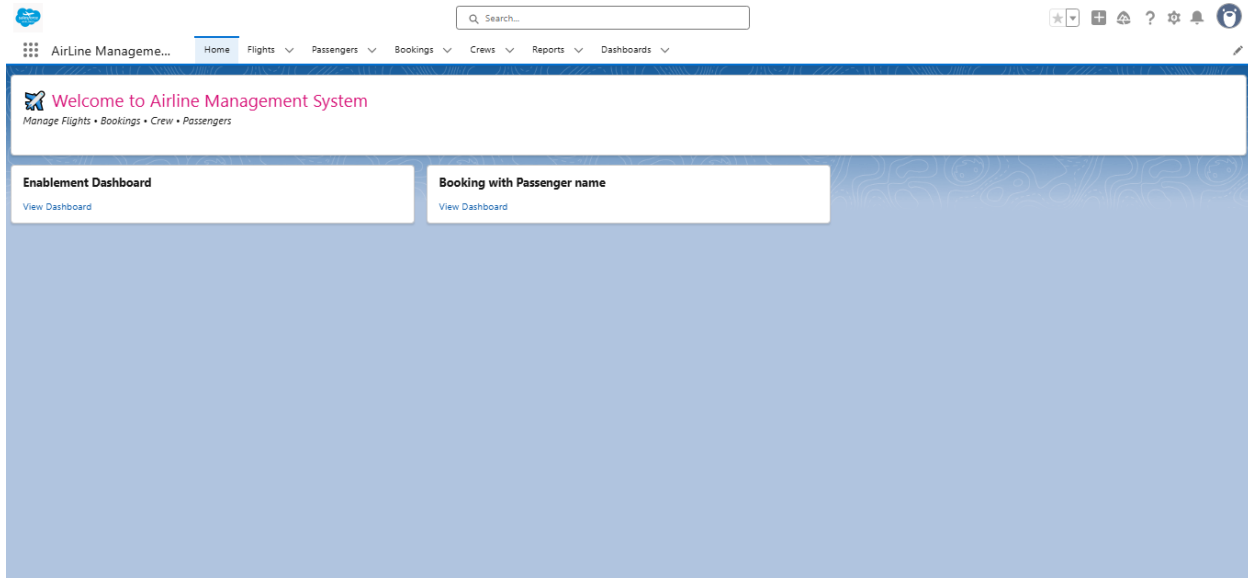 Search...
AirLine Manageme...
Home Flights Passengers Bookings Crews Reports Dashboards
Welcome to Airline Management System
Manage Flights • Bookings • Crew • Passengers
Enablement Dashboard
View Dashboard
Booking with Passenger name
View Dashboard